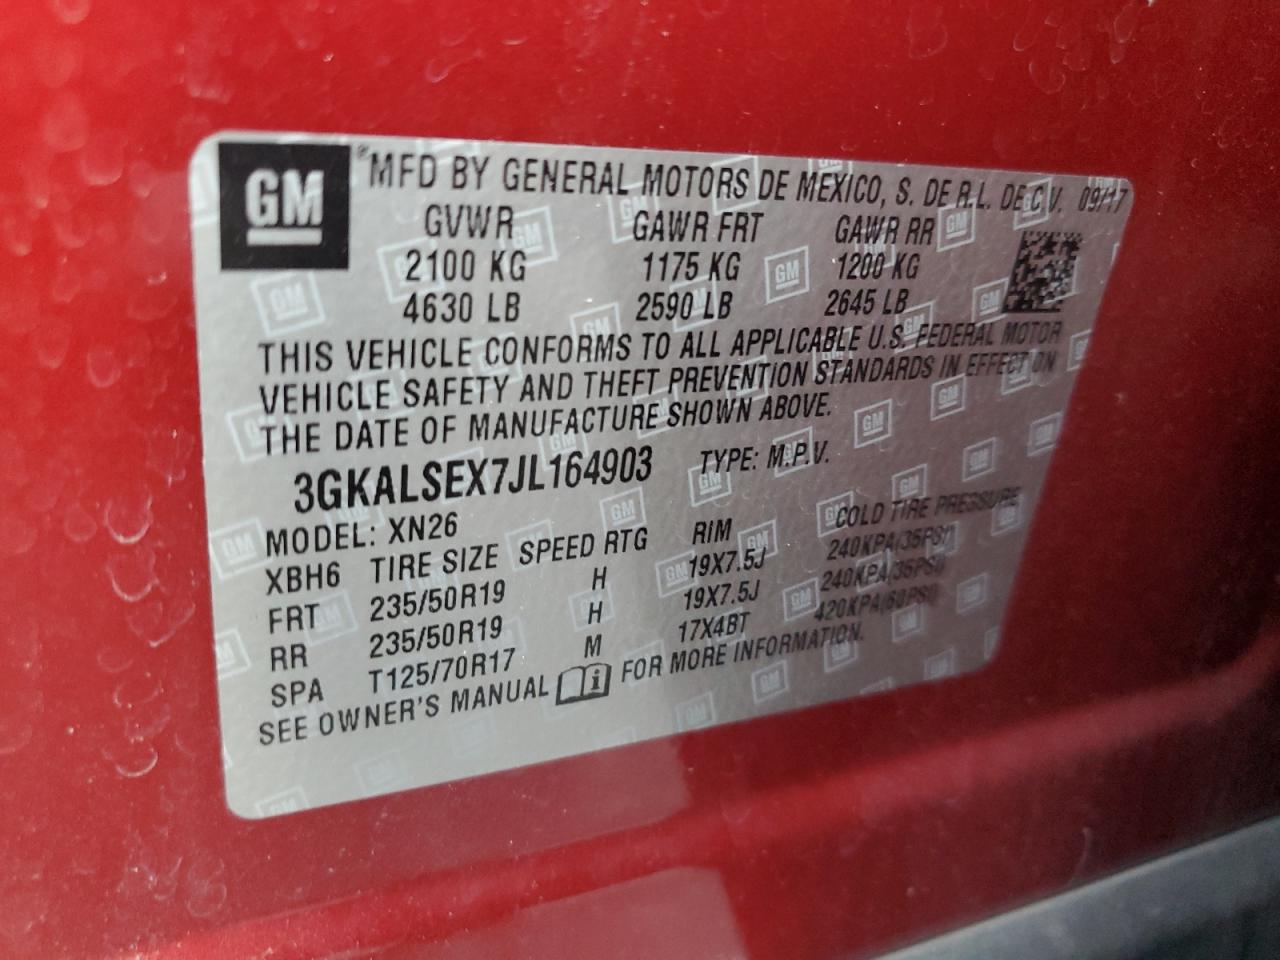 GM
MFD BY GENERAL MOTORS DE MEXICO, S. DE R.L. DE C.V. 09/17
GVWR GAWR FRT GAWR RR
2100 KG 1175 KG 1200 KG
4630 LB 2590 LB 2645 LB
THIS VEHICLE CONFORMS TO ALL APPLICABLE U.S. FEDERAL MOTOR
VEHICLE SAFETY AND THEFT PREVENTION STANDARDS IN EFFECT ON
THE DATE OF MANUFACTURE SHOWN ABOVE.
3GKALSEX7JL164903 TYPE: M.P.V.
MODEL: XN26
XBH6 TIRE SIZE SPEED RTG RIM COLD TIRE PRESSURE
FRT 235/50R19 H 19X7.5J 240KPA/35PSI
RR 235/50R19 H 19X7.5J 240KPA/35PSI
SPA T125/70R17 M 17X4BT 420KPA/60PSI
SEE OWNER'S MANUAL i FOR MORE INFORMATION.